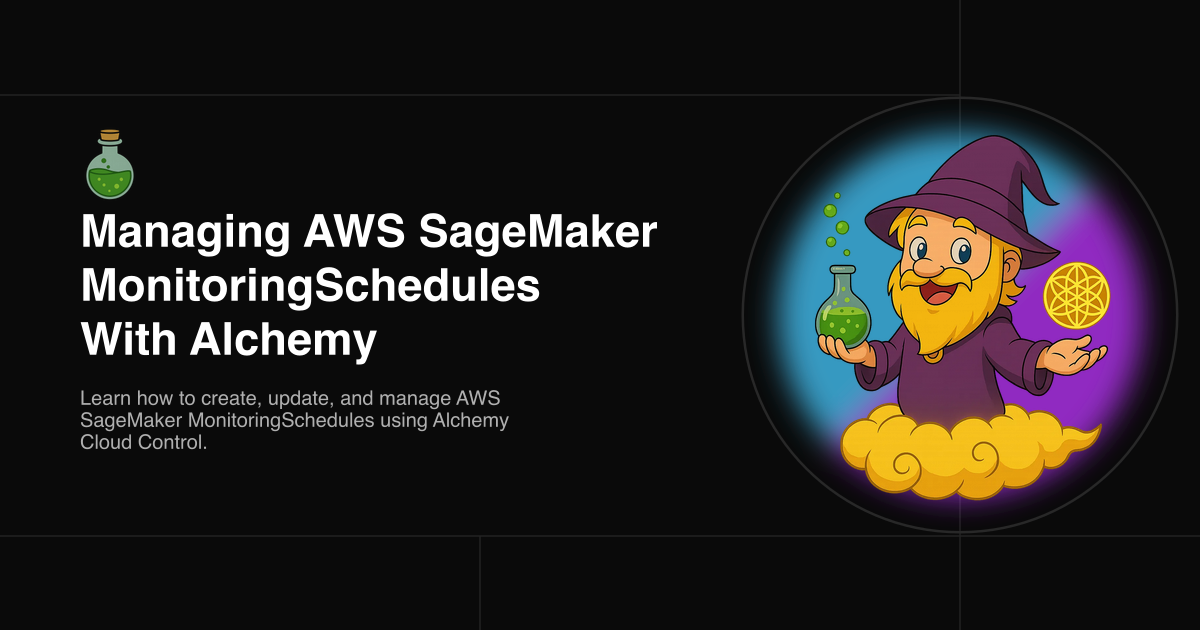 Managing AWS SageMaker
MonitoringSchedules
With Alchemy
Learn how to create, update, and manage AWS
SageMaker MonitoringSchedules using Alchemy
Cloud Control.